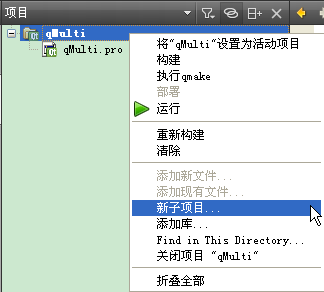 项目
qMulti
qMulti.pro
将"qMulti"设置为活动项目
构建
执行qmake
部署
运行
重新构建
清除
添加新文件...
添加现有文件...
新子项目...
添加库...
Find in This Directory...
关闭项目 "qMulti"
折叠全部